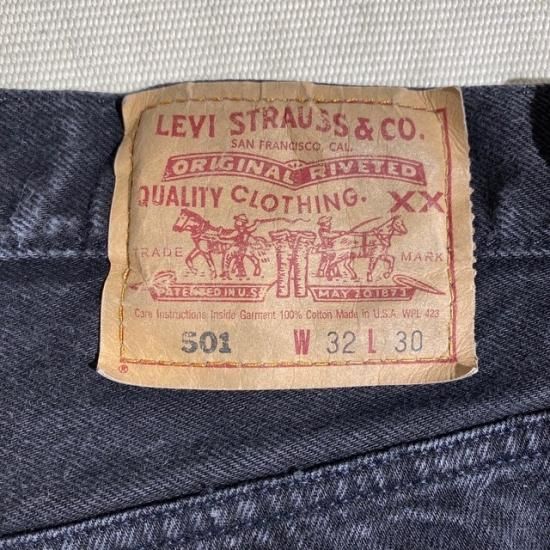 LEVI STRAUSS & CO.
SAN FRANCISCO, CAL.
ORIGINAL RIVETED
QUALITY CLOTHING. XX
TRADE MARK
PATENTED IN U.S. MAY 20 1873
Care Instructions Inside Garment 100% Cotton Made in U.S.A. WPL 423
501 W 32 L 30
®